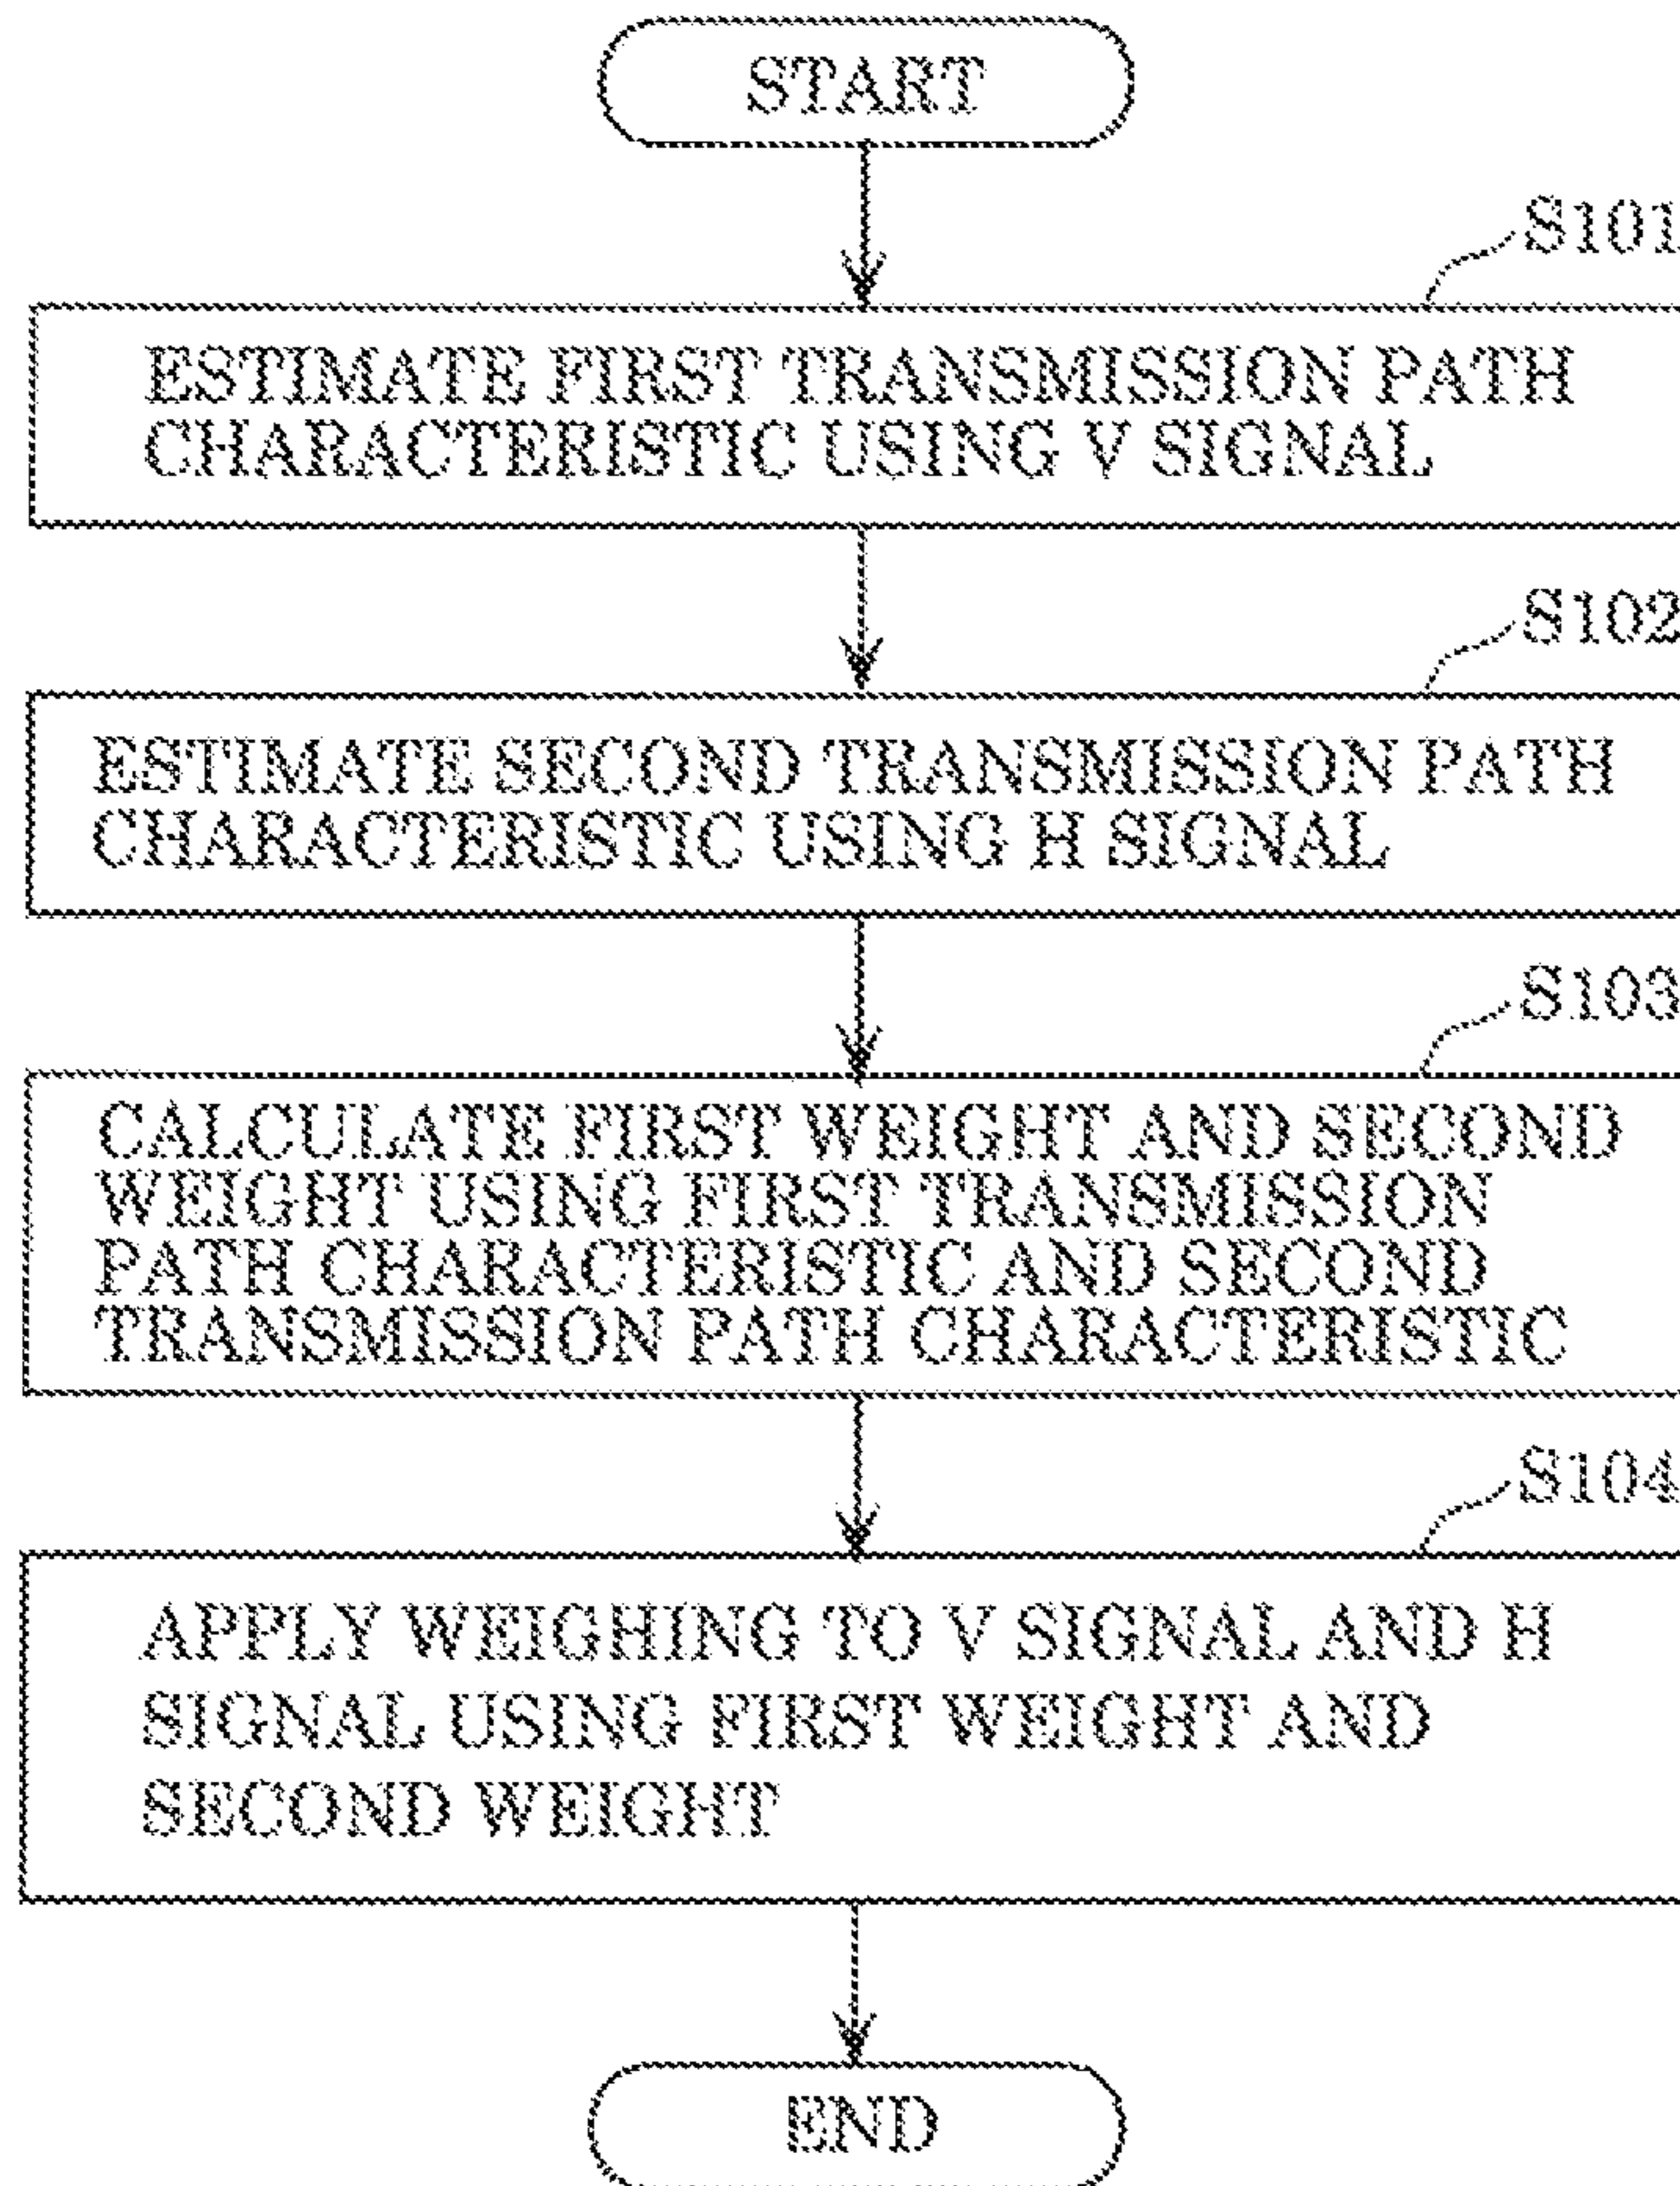 START
S101
ESTIMATE FIRST TRANSMISSION PATH
CHARACTERISTIC USING V SIGNAL
S102
ESTIMATE SECOND TRANSMISSION PATH
CHARACTERISTIC USING H SIGNAL
S103
CALCULATE FIRST WEIGHT AND SECOND
WEIGHT USING FIRST TRANSMISSION
PATH CHARACTERISTIC AND SECOND
TRANSMISSION PATH CHARACTERISTIC
S104
APPLY WEIGHING TO V SIGNAL AND H
SIGNAL USING FIRST WEIGHT AND
SECOND WEIGHT
END